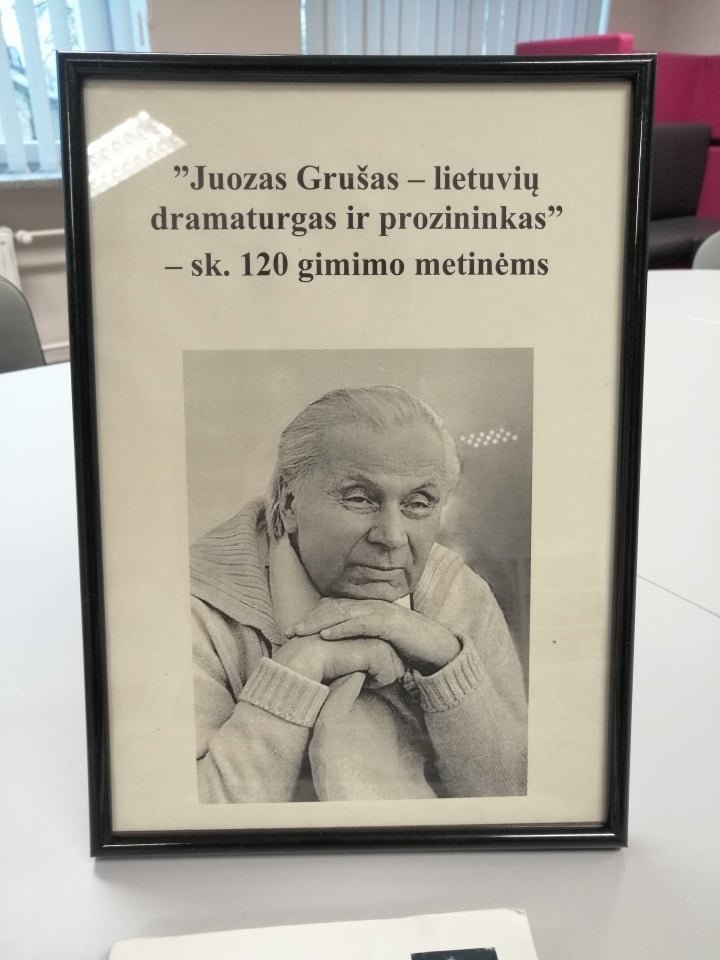 ”Juozas Grušas – lietuvių
dramaturgas ir prozininkas”
– sk. 120 gimimo metinėms